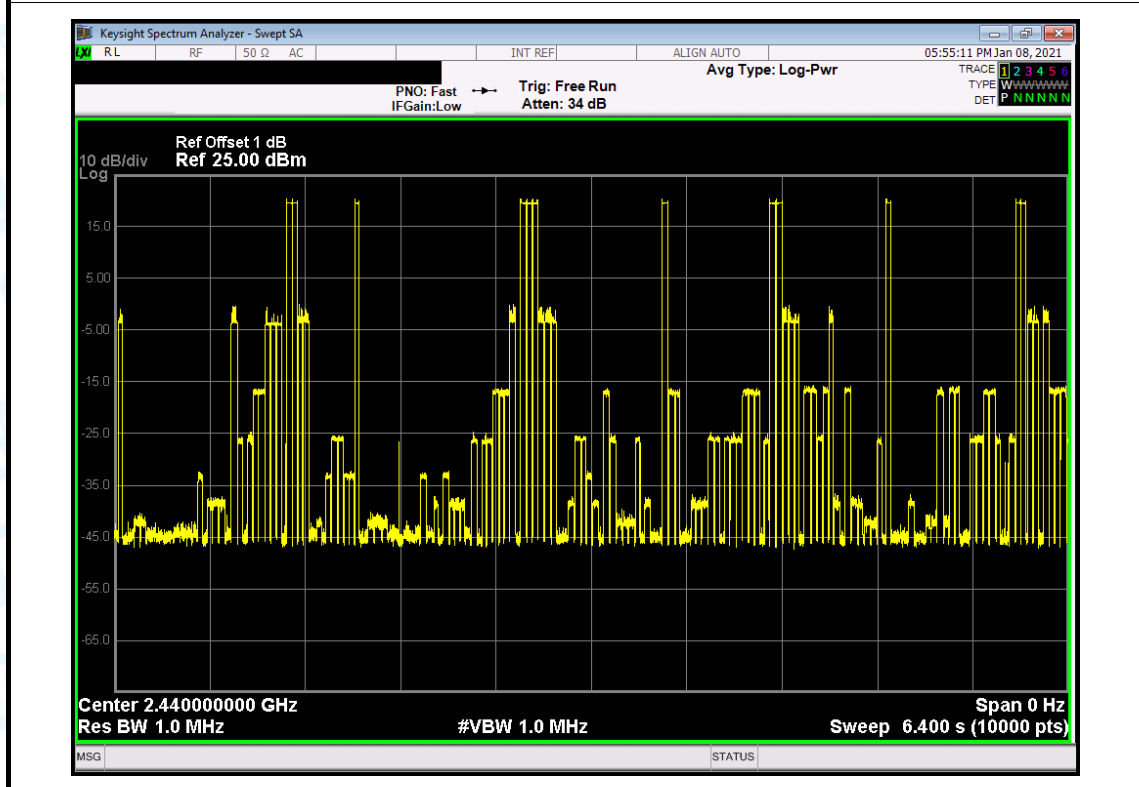 Keysight Spectrum Analyzer - Swept SA
LXI RL RF 50 Ω AC INT REF ALIGN AUTO 05:55:11 PM Jan 08, 2021
Avg Type: Log-Pwr TRACE 1 2 3 4 5 6
PNO: Fast Trig: Free Run TYPE WWWWWW
IFGain:Low Atten: 34 dB DET P N N N N N
Ref Offset 1 dB
10 dB/div Ref 25.00 dBm
Log
15.0
5.00
-5.00
-15.0
-25.0
-35.0
-45.0
-55.0
-65.0
Center 2.440000000 GHz Span 0 Hz
Res BW 1.0 MHz #VBW 1.0 MHz Sweep 6.400 s (10000 pts)
MSG STATUS